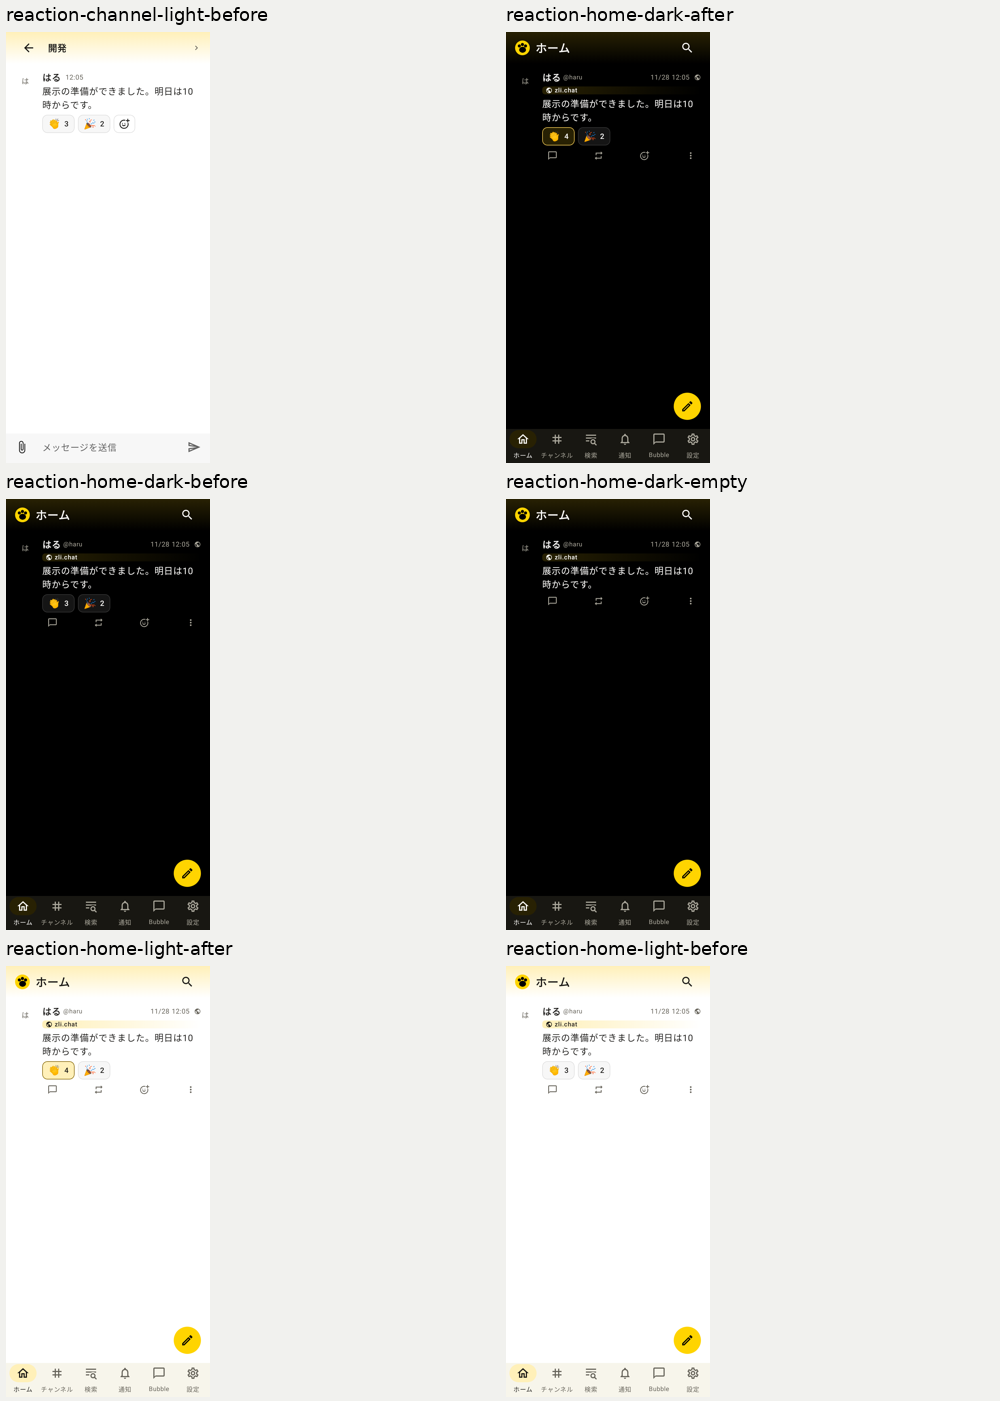 reaction-channel-light-before
開発
は
はる 12:05
展示の準備ができました。明日は10
時からです。
3 2
メッセージを送信
reaction-home-dark-after
ホーム
は
はる @haru 11/28 12:05
zli.chat
展示の準備ができました。明日は10
時からです。
4 2
ホーム チャンネル 検索 通知 Bubble 設定
reaction-home-dark-before
ホーム
は
はる @haru 11/28 12:05
zli.chat
展示の準備ができました。明日は10
時からです。
3 2
ホーム チャンネル 検索 通知 Bubble 設定
reaction-home-dark-empty
ホーム
は
はる @haru 11/28 12:05
zli.chat
展示の準備ができました。明日は10
時からです。
ホーム チャンネル 検索 通知 Bubble 設定
reaction-home-light-after
ホーム
は
はる @haru 11/28 12:05
zli.chat
展示の準備ができました。明日は10
時からです。
4 2
ホーム チャンネル 検索 通知 Bubble 設定
reaction-home-light-before
ホーム
は
はる @haru 11/28 12:05
zli.chat
展示の準備ができました。明日は10
時からです。
3 2
ホーム チャンネル 検索 通知 Bubble 設定